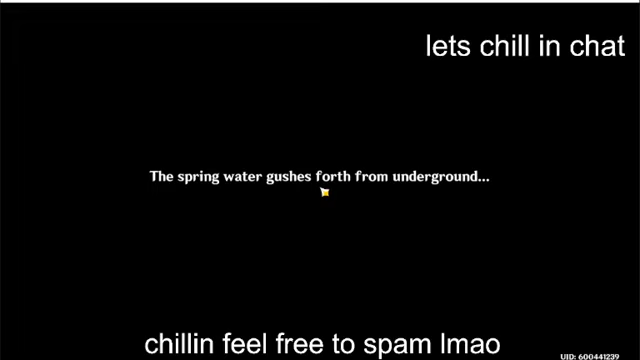 lets chill in chat
The spring water gushes forth from underground...
chillin feel free to spam lmao
UID: 600441239